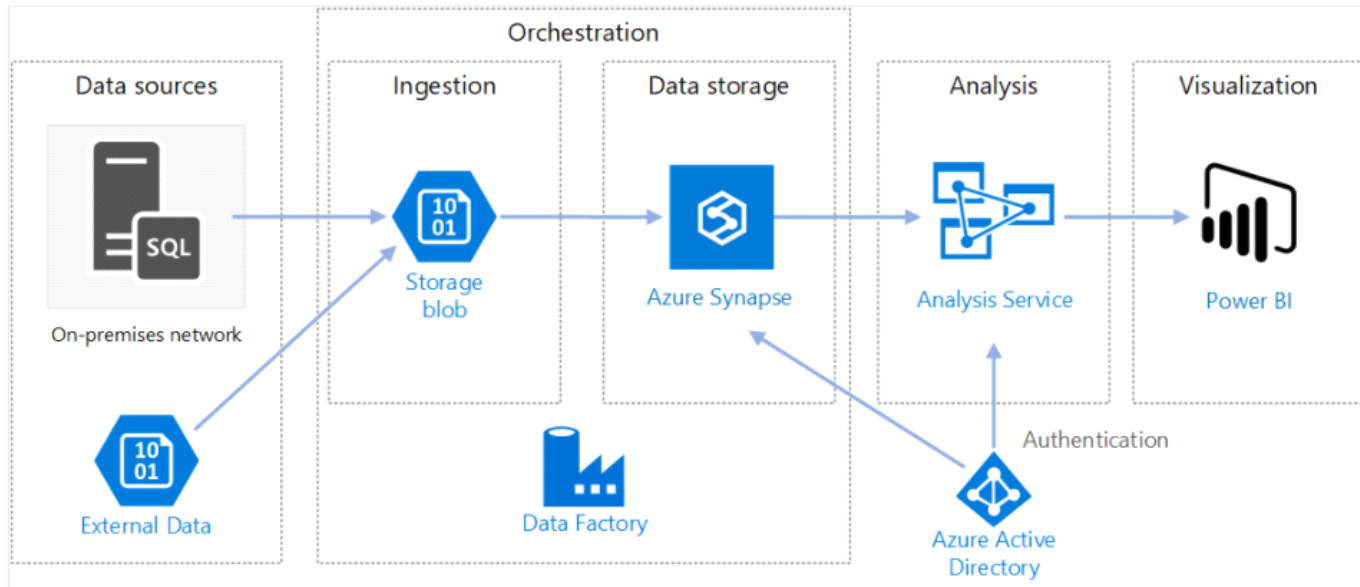 Orchestration
Data sources
Ingestion
Data storage
Analysis
Visualization
SQL
10
01
Storage
blob
Azure Synapse
Analysis Service
Power BI
On-premises network
10
01
External Data
Data Factory
Authentication
Azure Active
Directory